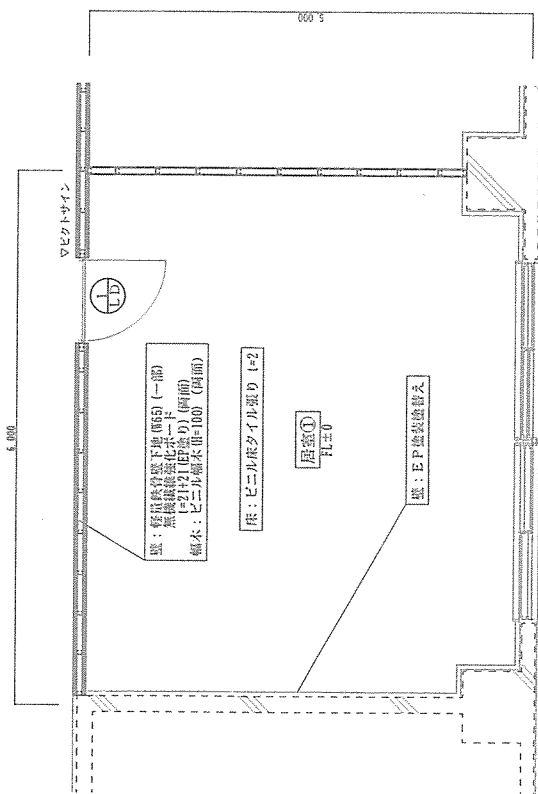 5,000
6,000
▽ピクトサイン
1
LD
壁：軽量鉄骨壁下地(W65)(一部)
無機繊維強化ボード
t=21+21(EP塗り)(両面)
幅木：ビニル幅木(H=100)(両面)
床：ビニル床タイル張り t=2
居室①
FL±0
壁：EP塗装塗替え